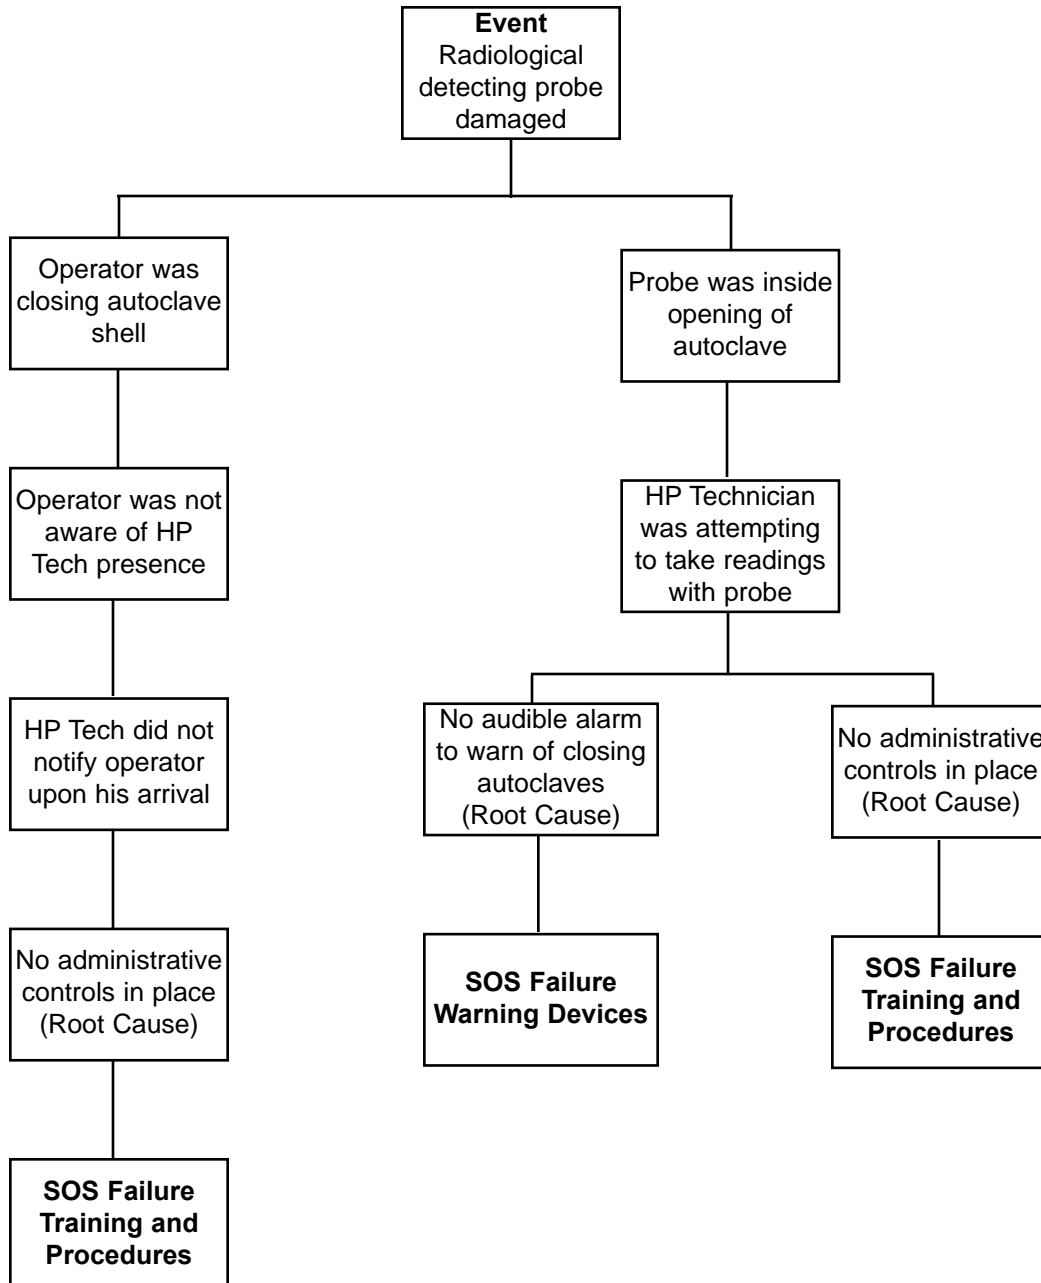 Event
Radiological
detecting probe
damaged
Operator was
closing autoclave
shell
Probe was inside
opening of
autoclave
Operator was not
aware of HP
Tech presence
HP Technician
was attempting
to take readings
with probe
HP Tech did not
notify operator
upon his arrival
No audible alarm
to warn of closing
autoclaves
(Root Cause)
No administrative
controls in place
(Root Cause)
No administrative
controls in place
(Root Cause)
SOS Failure
Warning Devices
SOS Failure
Training and
Procedures
SOS Failure
Training and
Procedures